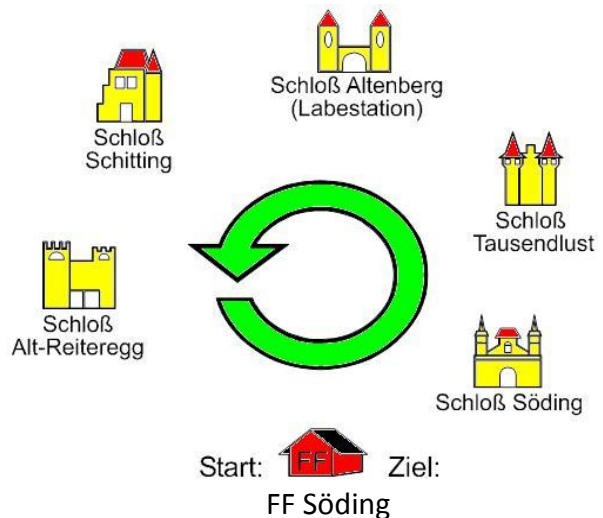 Schloß Altenberg
(Labestation)
Schloß
Schitting
Schloß
Tausendlust
Schloß
Alt-Reiteregg
Schloß Söding
Start: FF Ziel:
FF Söding